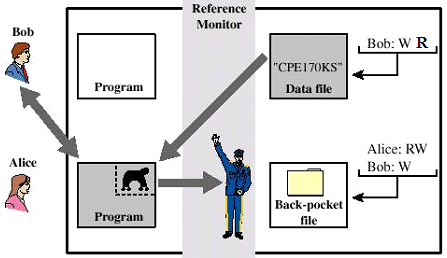 Reference
Monitor
Bob
Program
"CPE170KS"
Data file
Bob: W R
Alice
Program
Back-pocket
file
Alice: RW
Bob: W